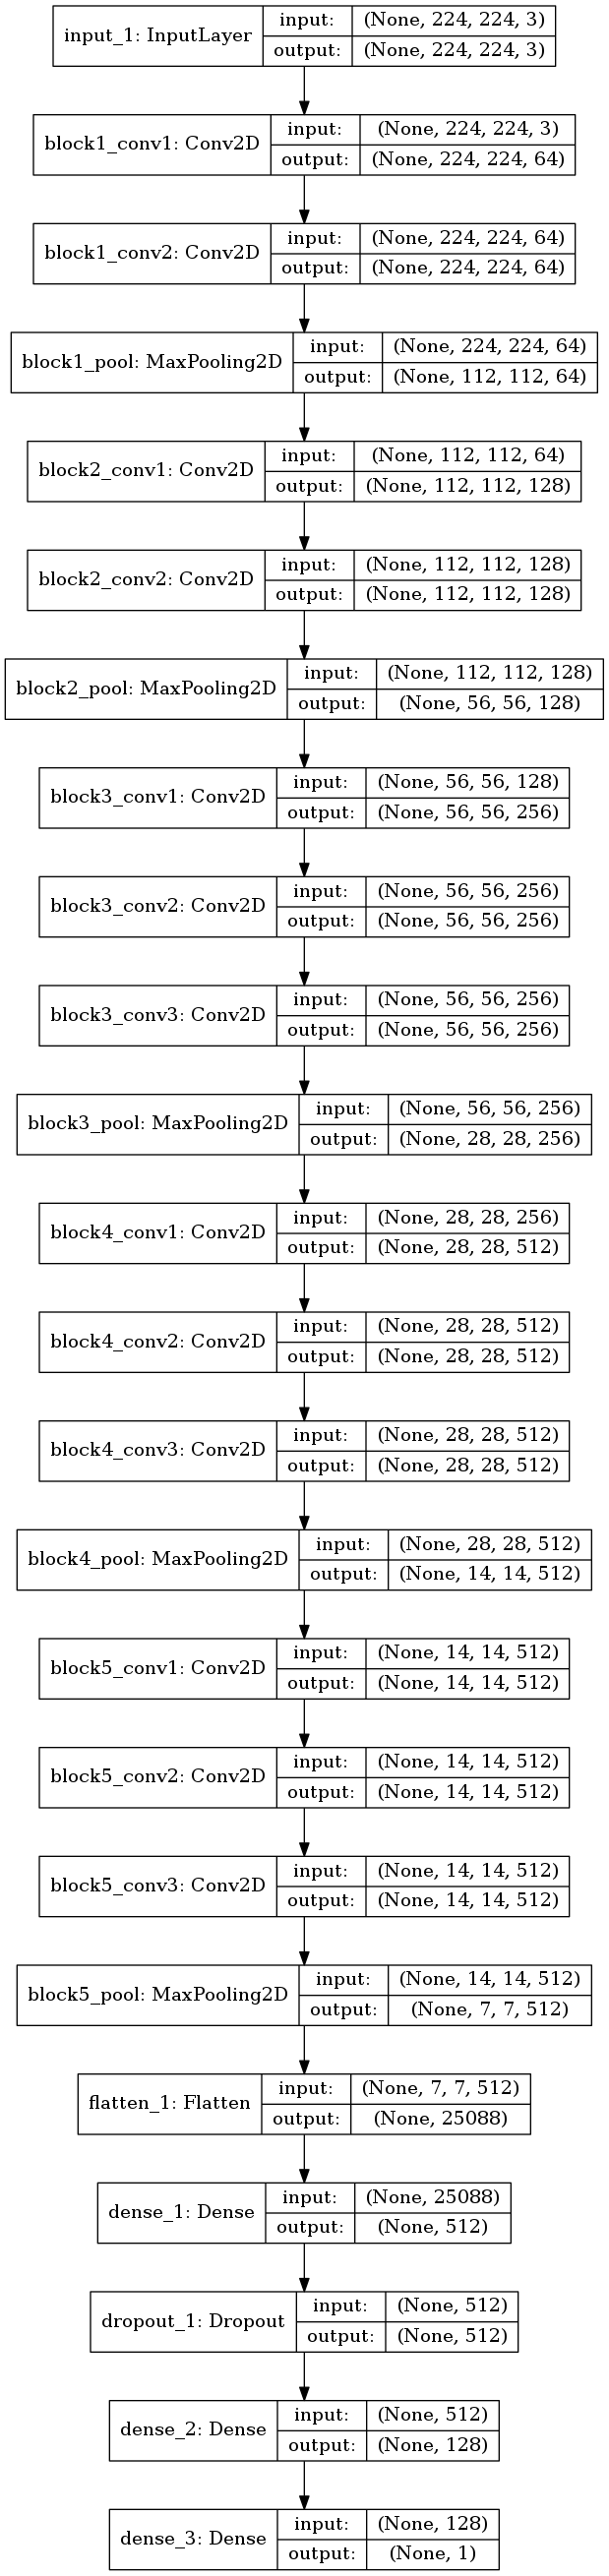 input_1: InputLayer input: (None, 224, 224, 3)
output: (None, 224, 224, 3)
block1_conv1: Conv2D input: (None, 224, 224, 3)
output: (None, 224, 224, 64)
block1_conv2: Conv2D input: (None, 224, 224, 64)
output: (None, 224, 224, 64)
block1_pool: MaxPooling2D input: (None, 224, 224, 64)
output: (None, 112, 112, 64)
block2_conv1: Conv2D input: (None, 112, 112, 64)
output: (None, 112, 112, 128)
block2_conv2: Conv2D input: (None, 112, 112, 128)
output: (None, 112, 112, 128)
block2_pool: MaxPooling2D input: (None, 112, 112, 128)
output: (None, 56, 56, 128)
block3_conv1: Conv2D input: (None, 56, 56, 128)
output: (None, 56, 56, 256)
block3_conv2: Conv2D input: (None, 56, 56, 256)
output: (None, 56, 56, 256)
block3_conv3: Conv2D input: (None, 56, 56, 256)
output: (None, 56, 56, 256)
block3_pool: MaxPooling2D input: (None, 56, 56, 256)
output: (None, 28, 28, 256)
block4_conv1: Conv2D input: (None, 28, 28, 256)
output: (None, 28, 28, 512)
block4_conv2: Conv2D input: (None, 28, 28, 512)
output: (None, 28, 28, 512)
block4_conv3: Conv2D input: (None, 28, 28, 512)
output: (None, 28, 28, 512)
block4_pool: MaxPooling2D input: (None, 28, 28, 512)
output: (None, 14, 14, 512)
block5_conv1: Conv2D input: (None, 14, 14, 512)
output: (None, 14, 14, 512)
block5_conv2: Conv2D input: (None, 14, 14, 512)
output: (None, 14, 14, 512)
block5_conv3: Conv2D input: (None, 14, 14, 512)
output: (None, 14, 14, 512)
block5_pool: MaxPooling2D input: (None, 14, 14, 512)
output: (None, 7, 7, 512)
flatten_1: Flatten input: (None, 7, 7, 512)
output: (None, 25088)
dense_1: Dense input: (None, 25088)
output: (None, 512)
dropout_1: Dropout input: (None, 512)
output: (None, 512)
dense_2: Dense input: (None, 512)
output: (None, 128)
dense_3: Dense input: (None, 128)
output: (None, 1)